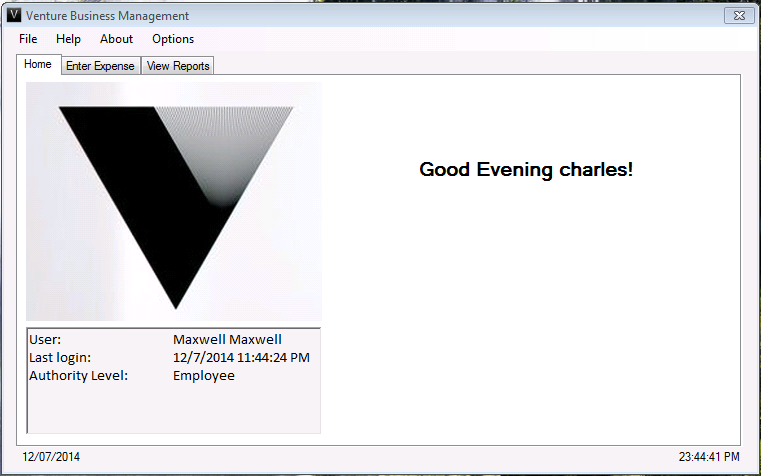 V Venture Business Management
File Help About Options
Home Enter Expense View Reports
Good Evening charles!
User: Maxwell Maxwell
Last login: 12/7/2014 11:44:24 PM
Authority Level: Employee
12/07/2014 23:44:41 PM